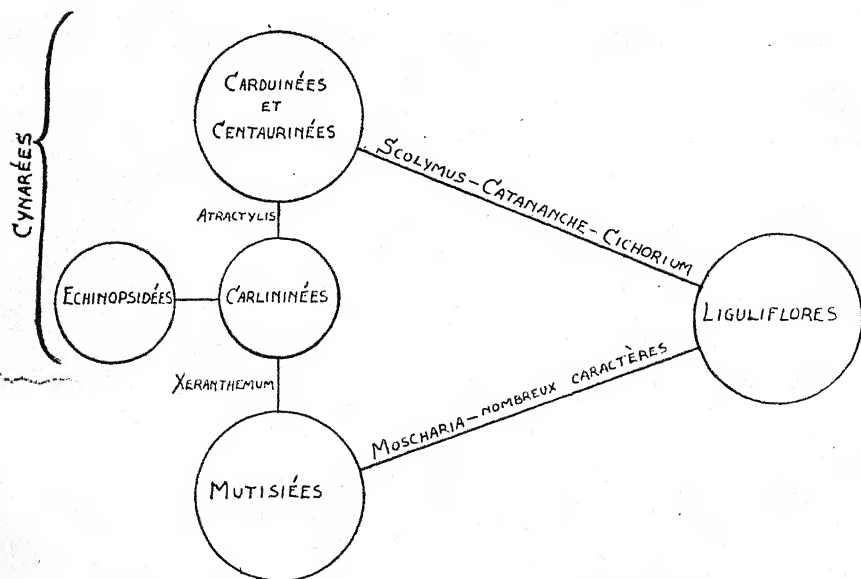 CYNARÉES
CARDUINÉES
ET
CENTAURINÉES
SCOLYMUS-CATANANCHE-CICHORIUM
ATRACTYLIS
ECHINOPSIDÉES
CARLININÉES
LIGULIFLORES
XERANTHEMUM
MOSCHARIA-NOMBREUX CARACTÈRES
MUTISIÉES